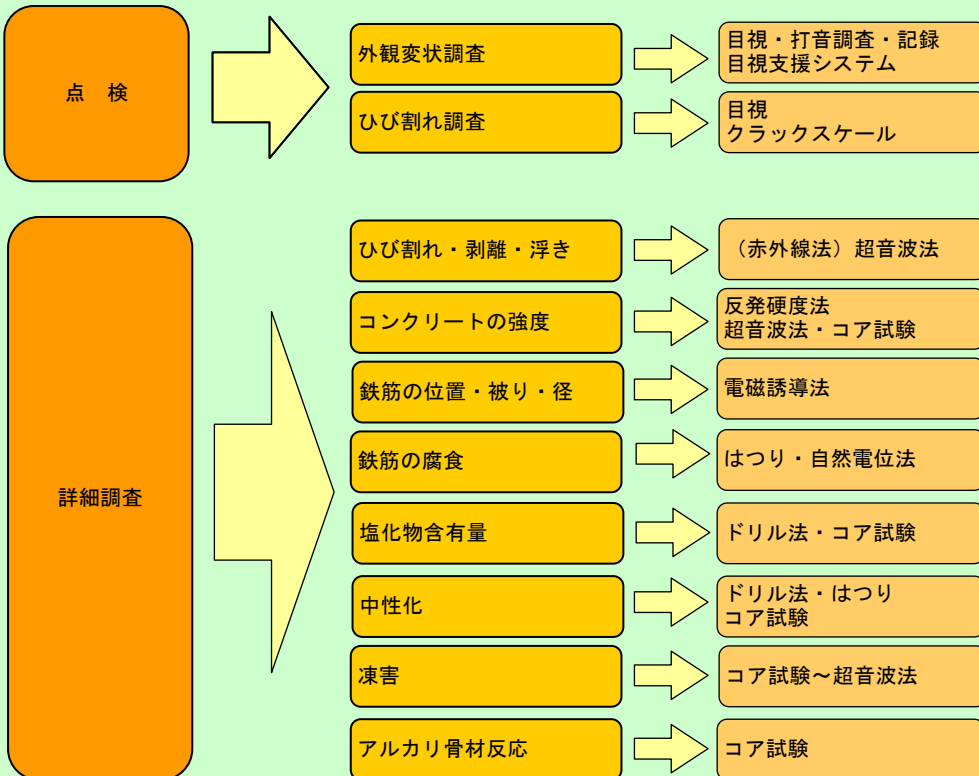 点 検
外観変状調査
目視・打音調査・記録
目視支援システム
ひび割れ調査
目視
クラックスケール
詳細調査
ひび割れ・剥離・浮き
（赤外線法）超音波法
コンクリートの強度
反発硬度法
超音波法・コア試験
鉄筋の位置・被り・径
電磁誘導法
鉄筋の腐食
はつり・自然電位法
塩化物含有量
ドリル法・コア試験
中性化
ドリル法・はつり
コア試験
凍害
コア試験～超音波法
アルカリ骨材反応
コア試験